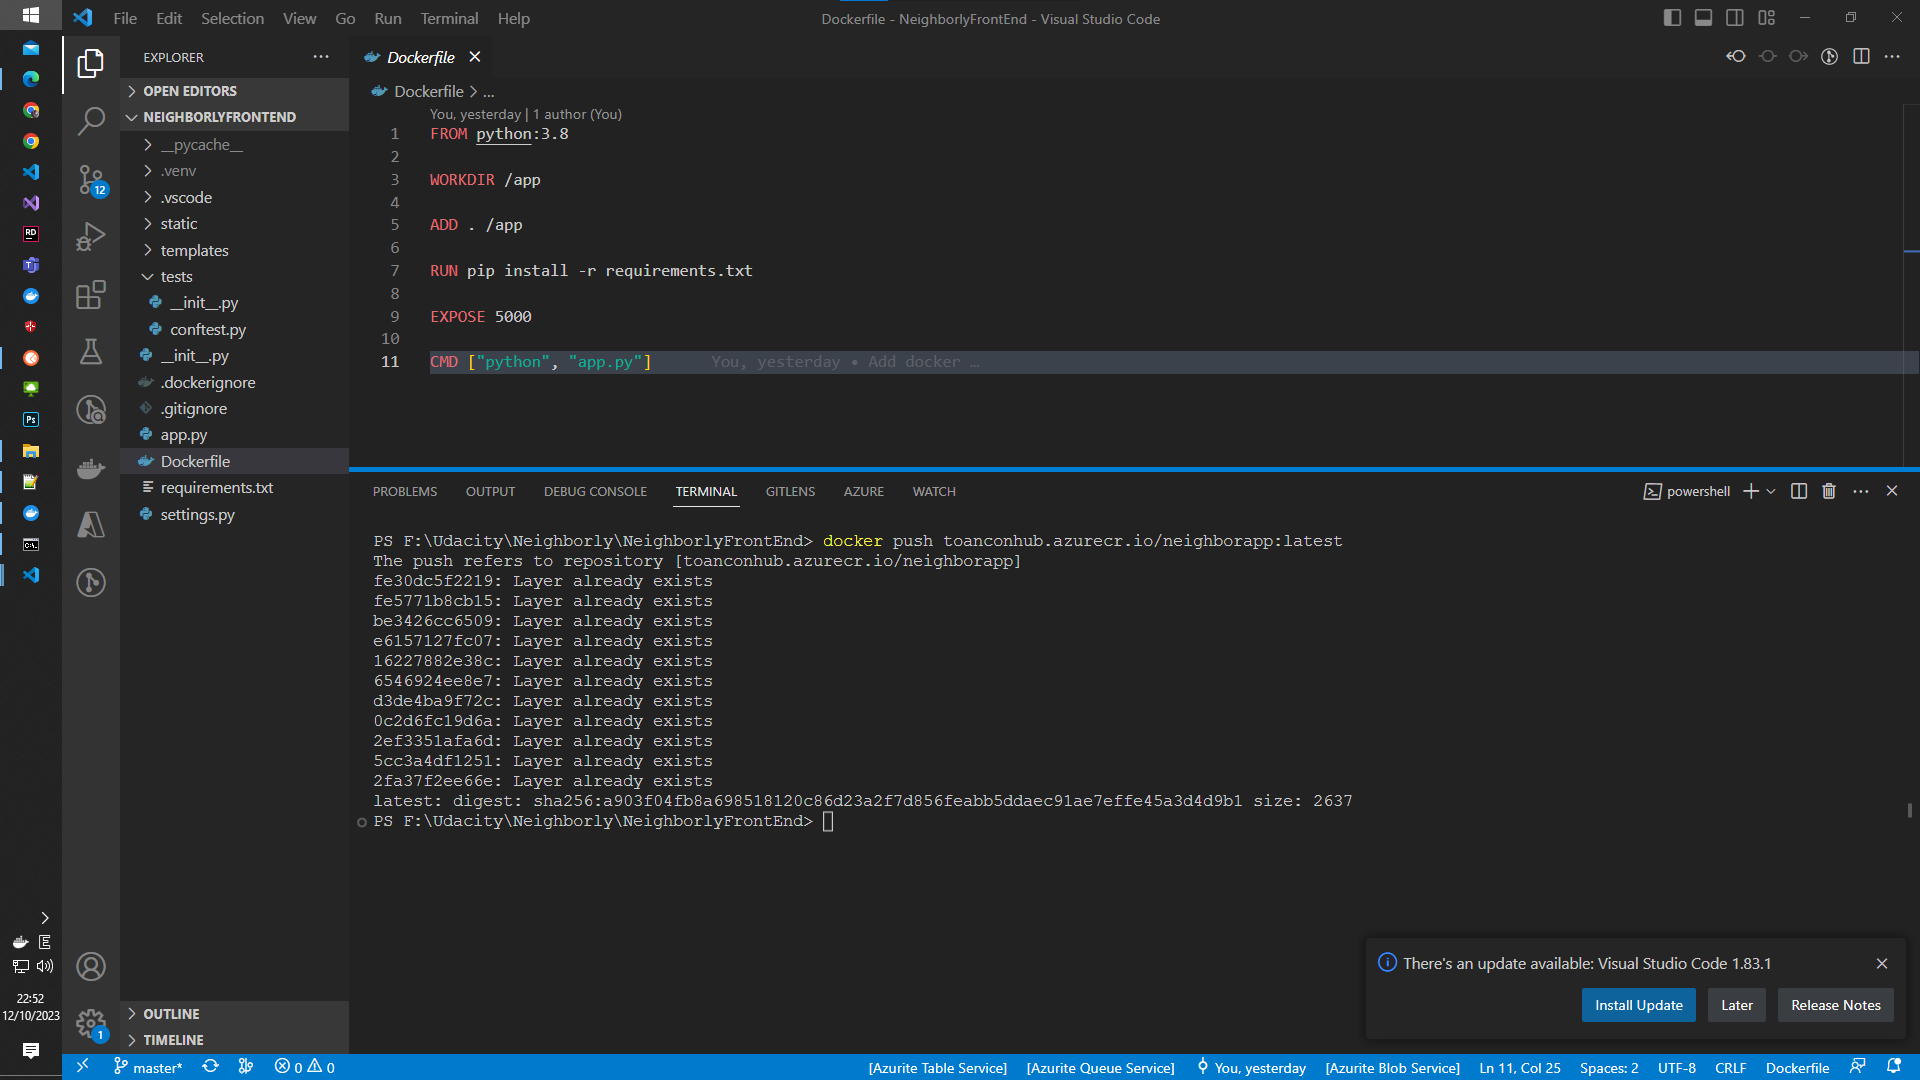 File Edit Selection View Go Run Terminal Help
Dockerfile - NeighborlyFrontEnd - Visual Studio Code
EXPLORER
OPEN EDITORS
NEIGHBORLYFRONTEND
__pycache__
.venv
.vscode
static
templates
tests
__init__.py
conftest.py
__init__.py
.dockerignore
.gitignore
app.py
Dockerfile
requirements.txt
settings.py
OUTLINE
TIMELINE
12
1
RD
Ps
22:52
12/10/2023
Dockerfile
Dockerfile > ...
You, yesterday | 1 author (You)
1 FROM python:3.8
2
3 WORKDIR /app
4
5 ADD . /app
6
7 RUN pip install -r requirements.txt
8
9 EXPOSE 5000
10
11 CMD ["python", "app.py"] You, yesterday • Add docker …
PROBLEMS OUTPUT DEBUG CONSOLE TERMINAL GITLENS AZURE WATCH
powershell
PS F:\Udacity\Neighborly\NeighborlyFrontEnd> docker push toanconhub.azurecr.io/neighborapp:latest
The push refers to repository [toanconhub.azurecr.io/neighborapp]
fe30dc5f2219: Layer already exists
fe5771b8cb15: Layer already exists
be3426cc6509: Layer already exists
e6157127fc07: Layer already exists
16227882e38c: Layer already exists
6546924ee8e7: Layer already exists
d3de4ba9f72c: Layer already exists
0c2d6fc19d6a: Layer already exists
2ef3351afa6d: Layer already exists
5cc3a4df1251: Layer already exists
2fa37f2ee66e: Layer already exists
latest: digest: sha256:a903f04fb8a698518120c86d23a2f7d856feabb5ddaec91ae7effe45a3d4d9b1 size: 2637
PS F:\Udacity\Neighborly\NeighborlyFrontEnd>
There's an update available: Visual Studio Code 1.83.1
Install Update Later Release Notes
master* 0 0 [Azurite Table Service] [Azurite Queue Service] You, yesterday [Azurite Blob Service] Ln 11, Col 25 Spaces: 2 UTF-8 CRLF Dockerfile